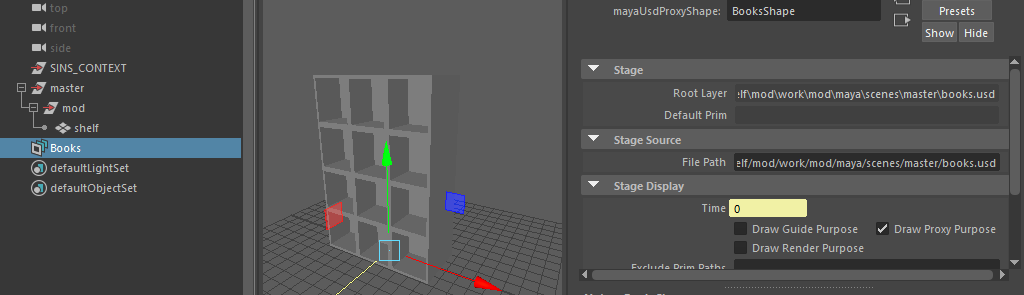 top
front
side
SINS_CONTEXT
master
mod
shelf
Books
defaultLightSet
defaultObjectSet
mayaUsdProxyShape: BooksShape
Presets
Show Hide
Stage
Root Layer elf\mod\work\mod\maya\scenes\master\books.usd
Default Prim
Stage Source
File Path elf/mod/work/mod/maya/scenes/master/books.usd
Stage Display
Time 0
Draw Guide Purpose Draw Proxy Purpose
Draw Render Purpose
Exclude Prim Paths